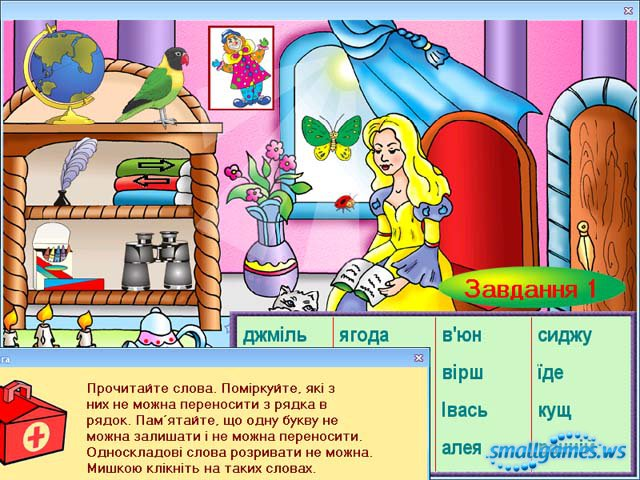 Завдання 1
джміль ягода в'юн сиджу
вірш їде
Івась кущ
алея
га
Прочитайте слова. Поміркуйте, які з
них не можна переносити з рядка в
рядок. Пам´ятайте, що одну букву не
можна залишати і не можна переносити.
Односкладові слова розривати не можна.
Мишкою клікніть на таких словах.
smallgames.ws